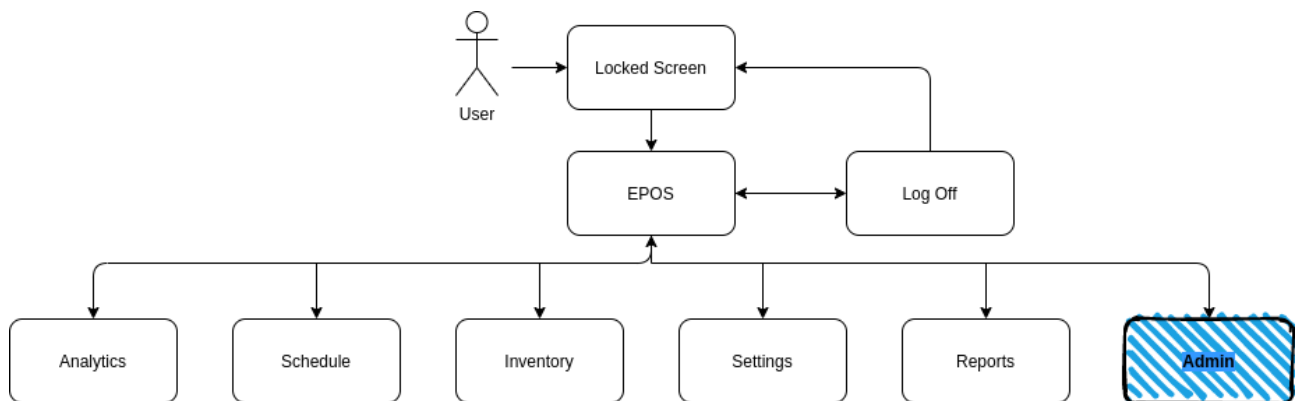 Locked Screen
User
EPOS
Log Off
Analytics
Schedule
Inventory
Settings
Reports
Admin